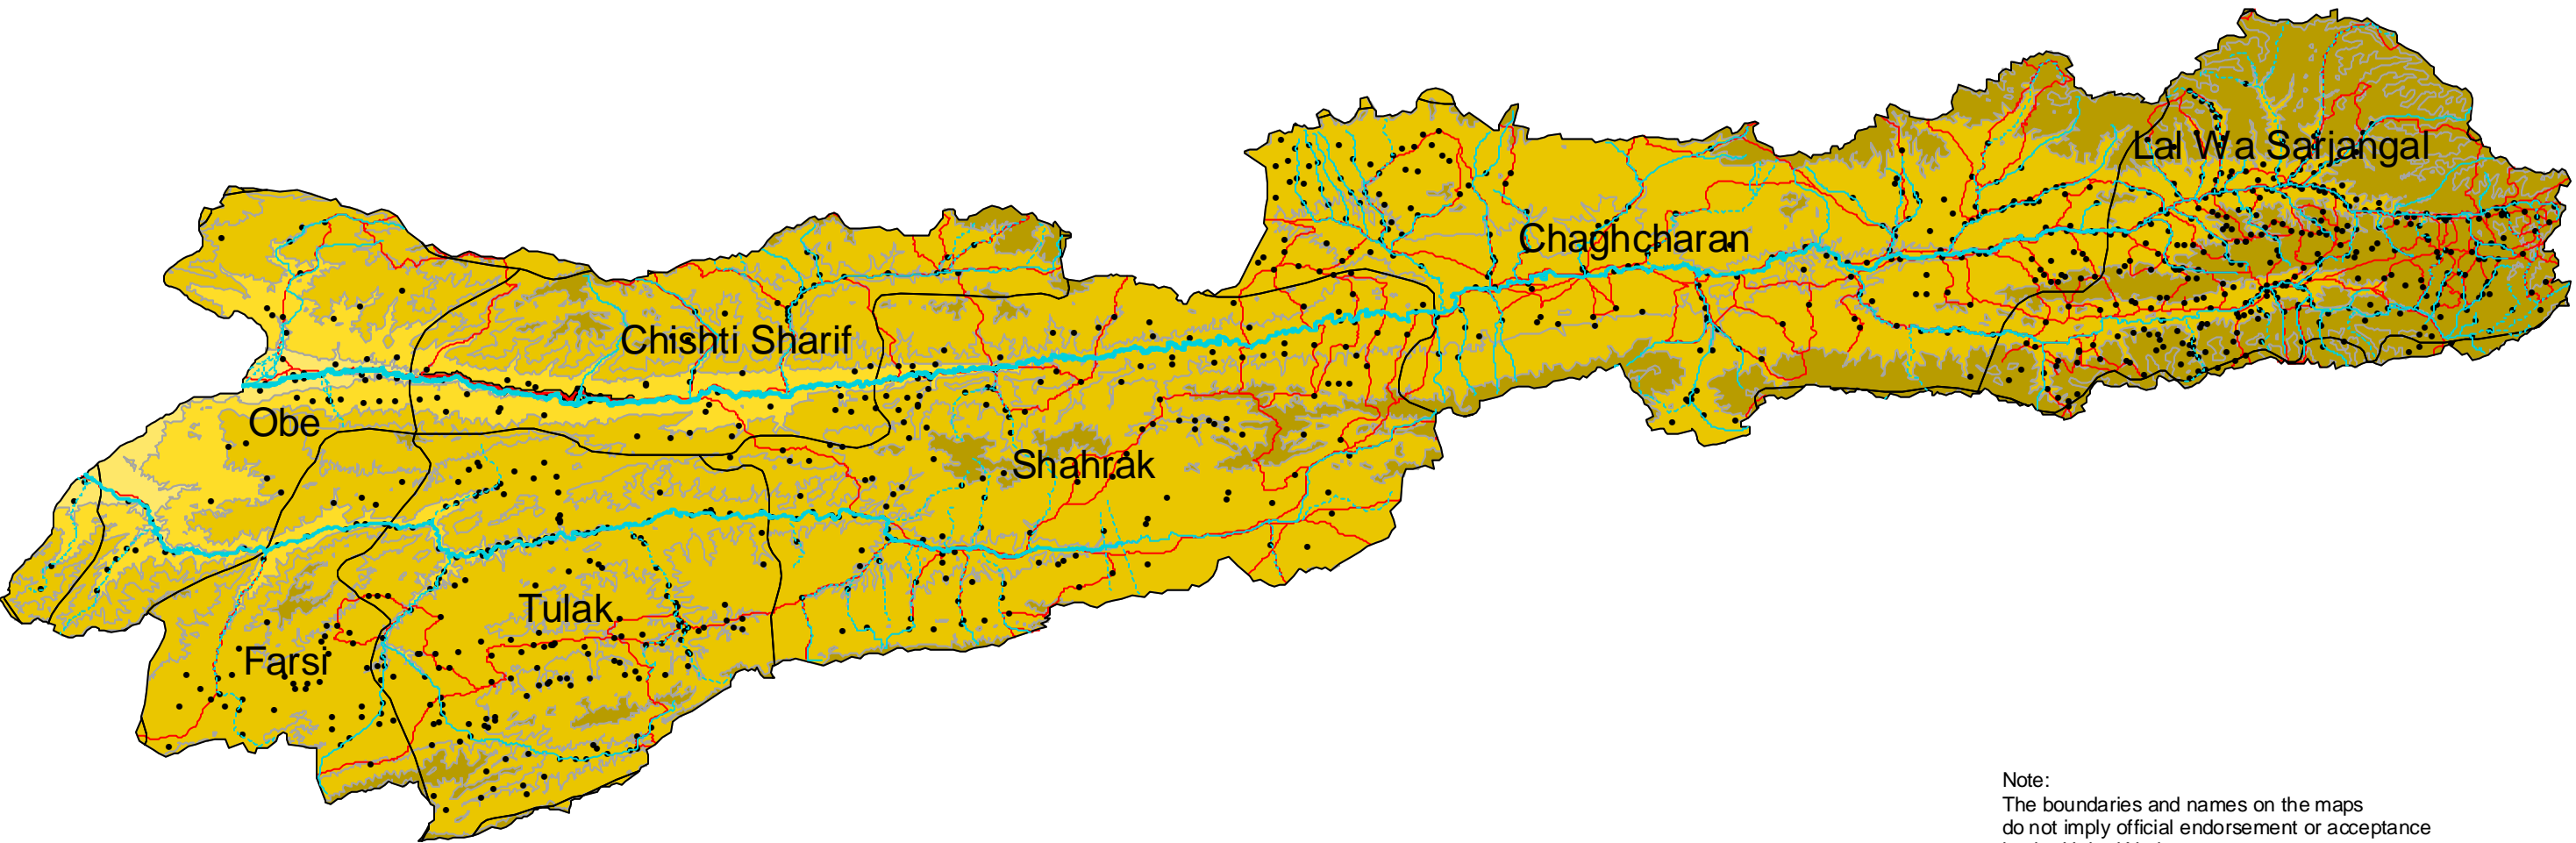 Lal Wa Sarjangal
Chaghcharan
Chishti Sharif
Obe
Shahrak
Tulak
Farsi
Note:
The boundaries and names on the maps
do not imply official endorsement or acceptance